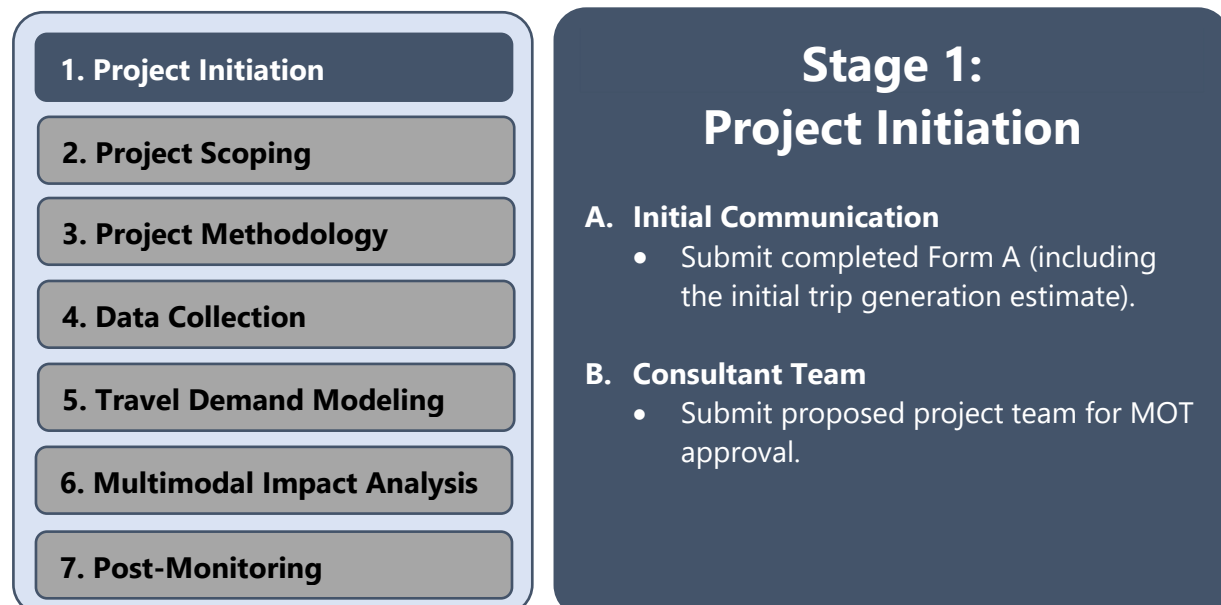 1. Project Initiation
2. Project Scoping
3. Project Methodology
4. Data Collection
5. Travel Demand Modeling
6. Multimodal Impact Analysis
7. Post-Monitoring
Stage 1:
Project Initiation
A. Initial Communication
• Submit completed Form A (including
the initial trip generation estimate).
B. Consultant Team
• Submit proposed project team for MOT
approval.